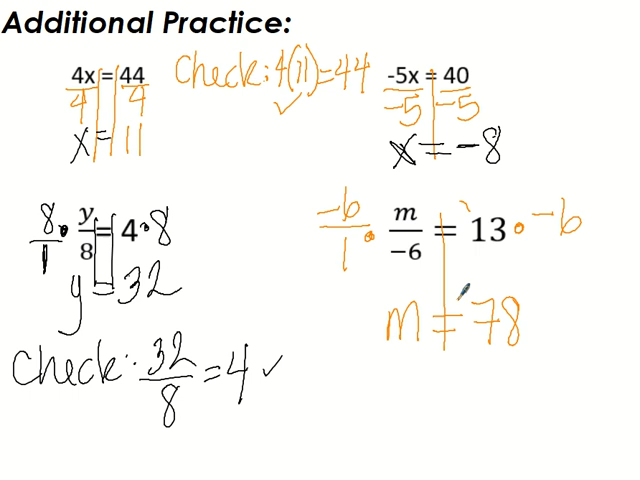 Additional Practice:
4x = 44
4 4
x = 11
Check: 4(11) = 44 ✓
-5x = 40
-5 -5
x = -8
8/1 · y/8 = 4 · 8
y = 32
Check: 32/8 = 4 ✓
-6/1 · m/-6 = 13 · -6
m = 78